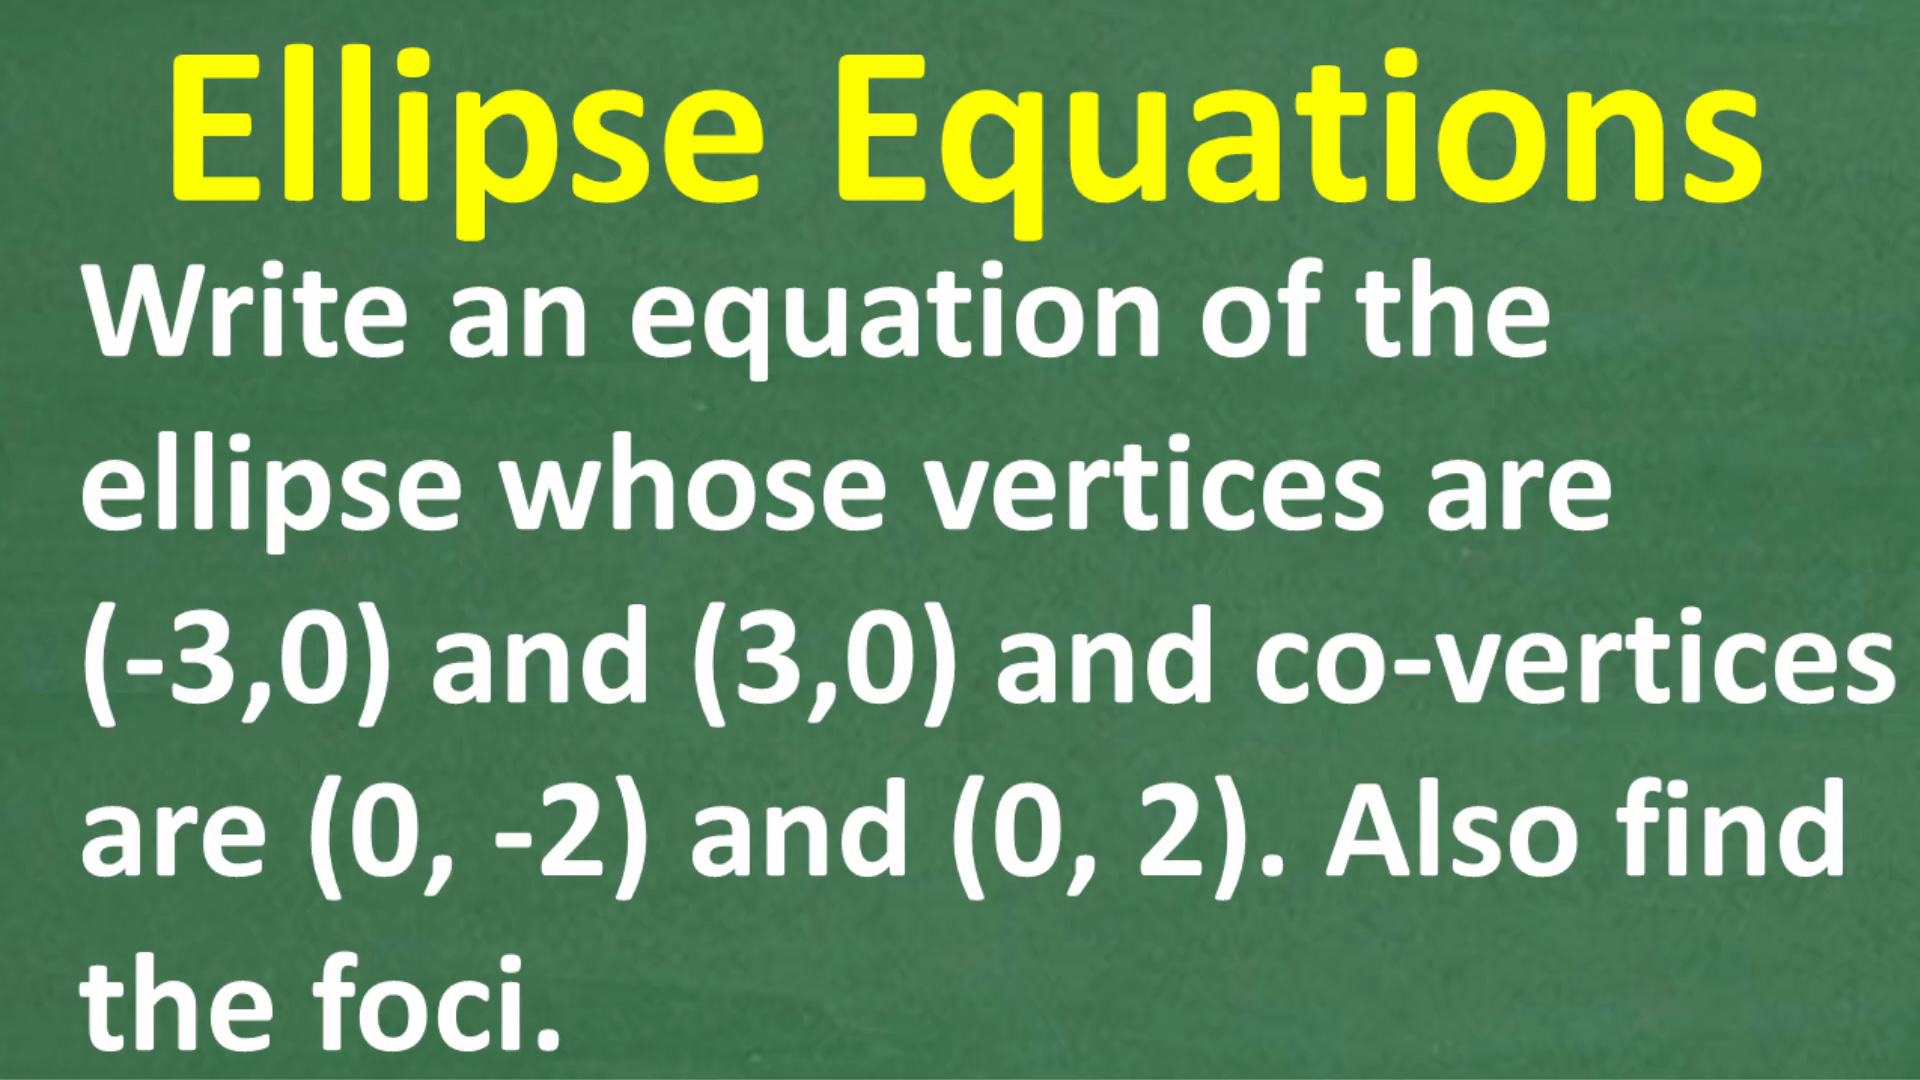 Ellipse Equations
Write an equation of the
ellipse whose vertices are
(-3,0) and (3,0) and co-vertices
are (0, -2) and (0, 2). Also find
the foci.